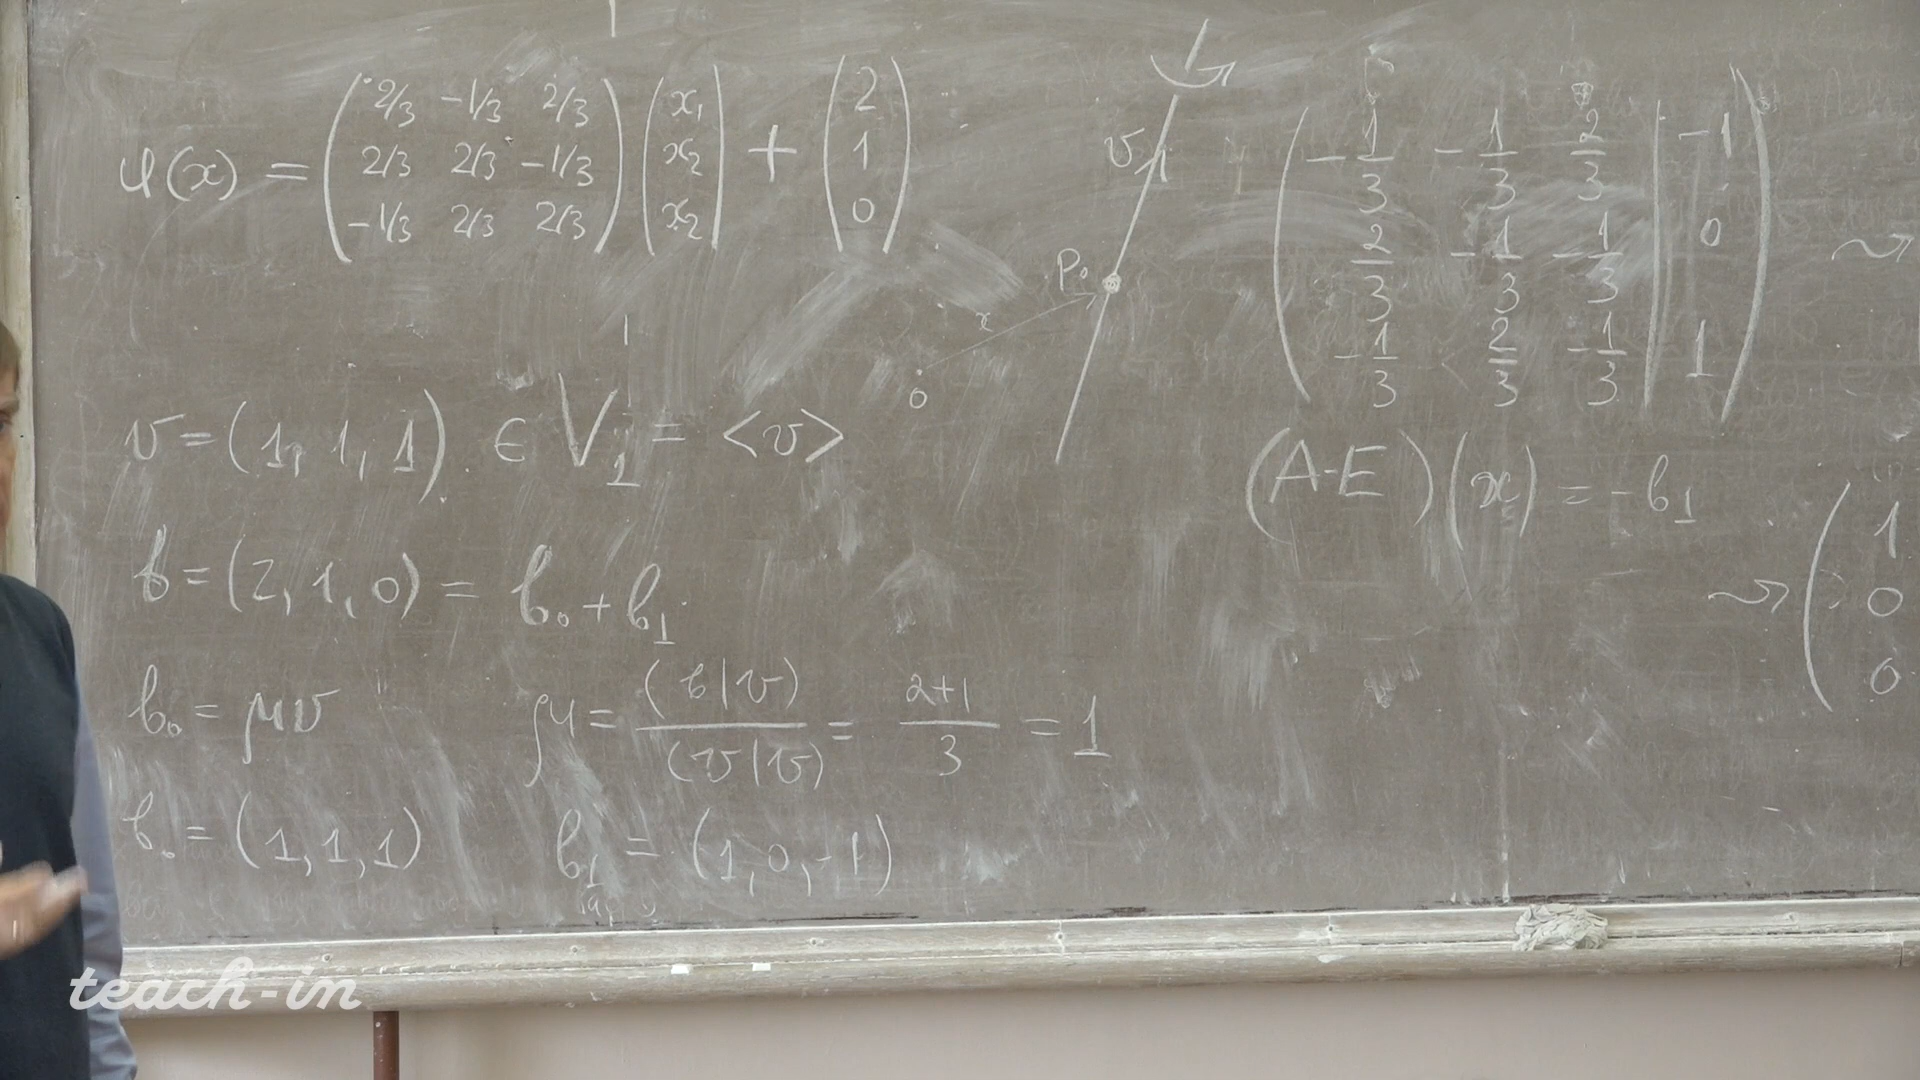 φ(x) = ( 2/3 -1/3 2/3 ) ( x₁ ) + ( 2 )
( 2/3 2/3 -1/3 ) ( x₂ ) ( 1 )
( -1/3 2/3 2/3 ) ( x₂ ) ( 0 )
v = (1, 1, 1) ∈ V₁ = <v>
b = (2, 1, 0) = b₀ + b₁
b₀ = μv μ = (b|v)/(v|v) = (2+1)/3 = 1
b₀ = (1, 1, 1) b₁ = (1, 0, -1)
v
P₀
x
0
( -1/3 -1/3 2/3 | -1 )
( 2/3 -1/3 -1/3 | 0 ) ⇝
( -1/3 2/3 -1/3 | 1 )
(A-E)(x) = -b₁
⇝ ( 1
0
0
teach-in